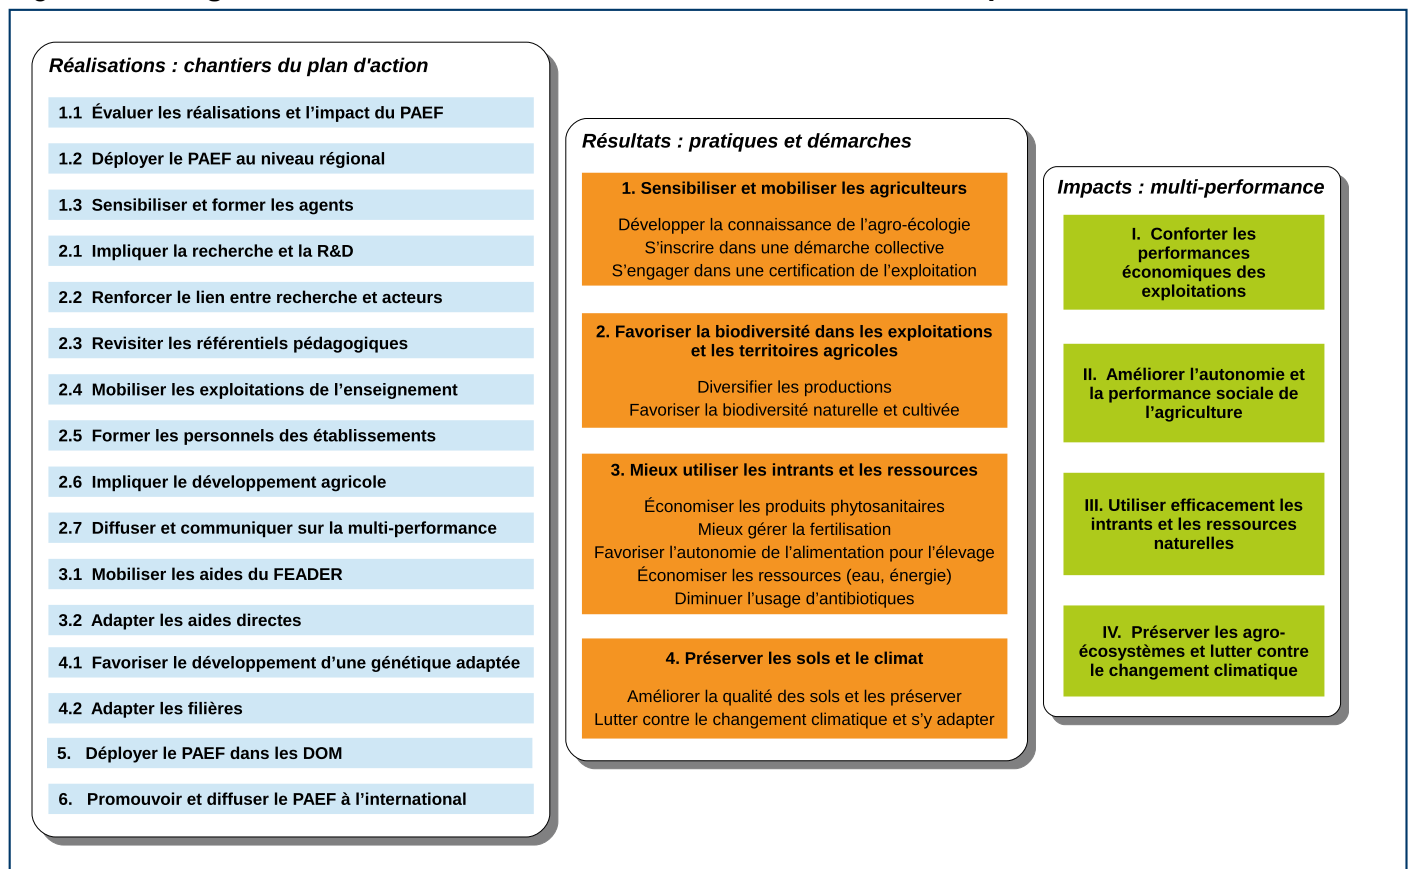 Réalisations : chantiers du plan d'action
1.1 Évaluer les réalisations et l’impact du PAEF
1.2 Déployer le PAEF au niveau régional
1.3 Sensibiliser et former les agents
2.1 Impliquer la recherche et la R&D
2.2 Renforcer le lien entre recherche et acteurs
2.3 Revisiter les référentiels pédagogiques
2.4 Mobiliser les exploitations de l’enseignement
2.5 Former les personnels des établissements
2.6 Impliquer le développement agricole
2.7 Diffuser et communiquer sur la multi-performance
3.1 Mobiliser les aides du FEADER
3.2 Adapter les aides directes
4.1 Favoriser le développement d’une génétique adaptée
4.2 Adapter les filières
5. Déployer le PAEF dans les DOM
6. Promouvoir et diffuser le PAEF à l’international
Résultats : pratiques et démarches
1. Sensibiliser et mobiliser les agriculteurs
Développer la connaissance de l’agro-écologie
S’inscrire dans une démarche collective
S’engager dans une certification de l’exploitation
2. Favoriser la biodiversité dans les exploitations
et les territoires agricoles
Diversifier les productions
Favoriser la biodiversité naturelle et cultivée
3. Mieux utiliser les intrants et les ressources
Économiser les produits phytosanitaires
Mieux gérer la fertilisation
Favoriser l’autonomie de l’alimentation pour l’élevage
Économiser les ressources (eau, énergie)
Diminuer l’usage d’antibiotiques
4. Préserver les sols et le climat
Améliorer la qualité des sols et les préserver
Lutter contre le changement climatique et s’y adapter
Impacts : multi-performance
I. Conforter les
performances
économiques des
exploitations
II. Améliorer l’autonomie et
la performance sociale de
l’agriculture
III. Utiliser efficacement les
intrants et les ressources
naturelles
IV. Préserver les agro-
écosystèmes et lutter contre
le changement climatique